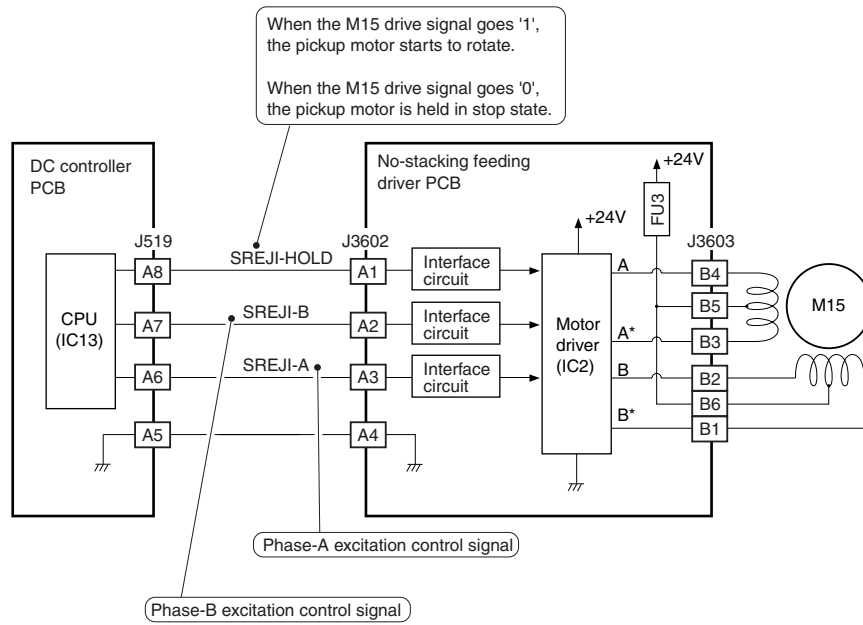 When the M15 drive signal goes '1',
the pickup motor starts to rotate.
When the M15 drive signal goes '0',
the pickup motor is held in stop state.
DC controller
PCB
No-stacking feeding
driver PCB
+24V
+24V
FU3
J519
J3602
J3603
SREJI-HOLD
A8
A1
Interface
circuit
A
B4
B5
M15
CPU
(IC13)
A7
SREJI-B
A2
Interface
circuit
Motor
driver
(IC2)
A*
B3
A6
SREJI-A
A3
Interface
circuit
B
B2
B6
B*
B1
A5
A4
Phase-A excitation control signal
Phase-B excitation control signal